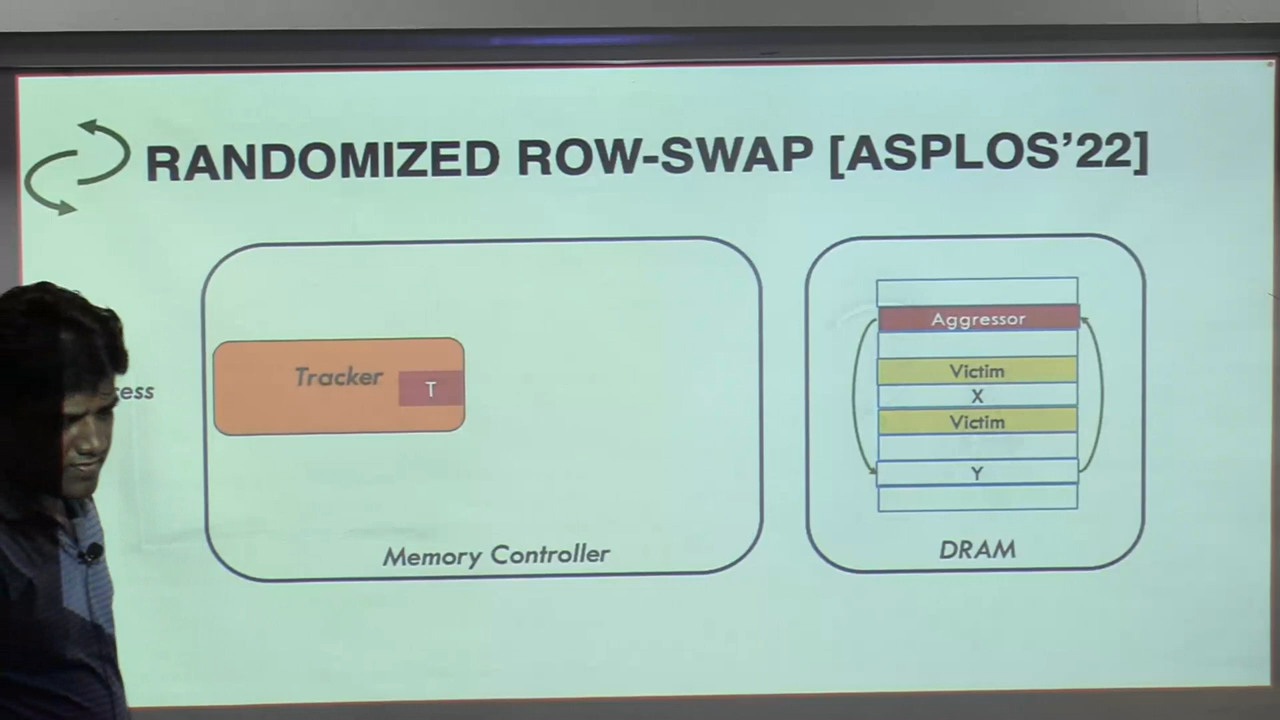 RANDOMIZED ROW-SWAP [ASPLOS'22]
Aggressor
Victim
X
Victim
Y
DRAM
Tracker
T
Memory Controller